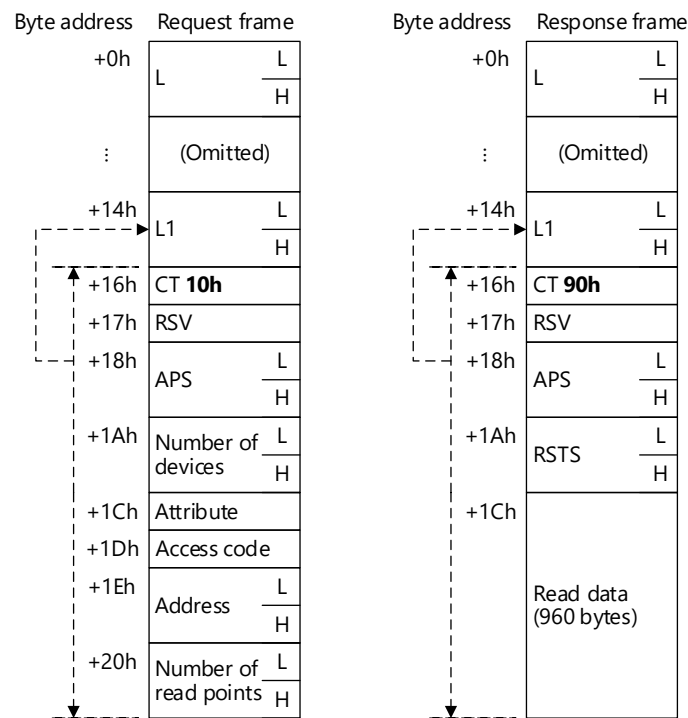 Byte address Request frame
+0h L L
H
⋮ (Omitted)
+14h L1 L
H
+16h CT 10h
+17h RSV
+18h APS L
H
+1Ah Number of devices L
H
+1Ch Attribute
+1Dh Access code
+1Eh Address L
H
+20h Number of read points L
H
Byte address Response frame
+0h L L
H
⋮ (Omitted)
+14h L1 L
H
+16h CT 90h
+17h RSV
+18h APS L
H
+1Ah RSTS L
H
+1Ch
Read data
(960 bytes)